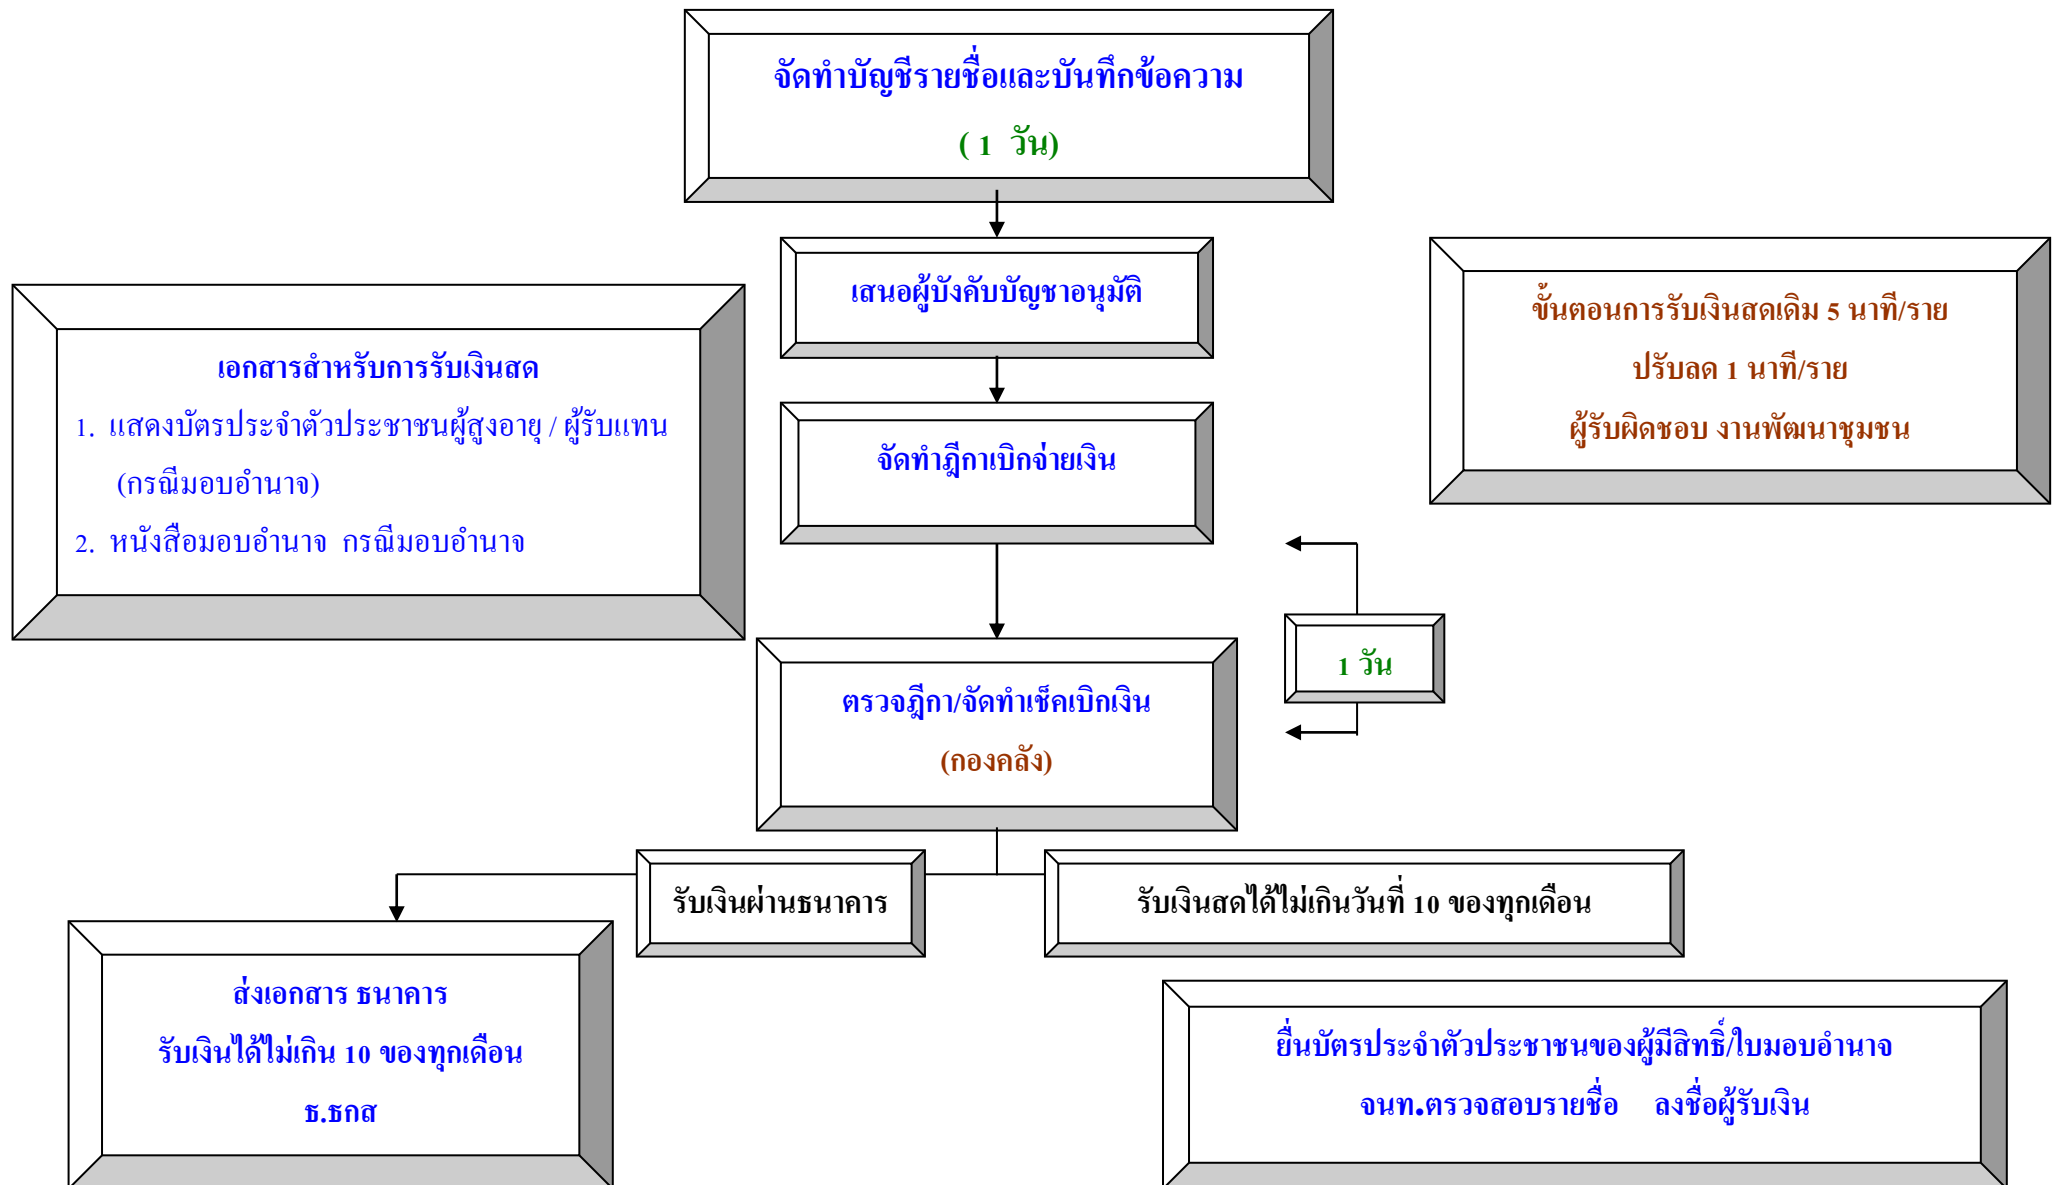 จัดทำบัญชีรายชื่อและบันทึกข้อความ
( 1 วัน)
เสนอผู้บังคับบัญชาอนุมัติ
ขั้นตอนการรับเงินสดเดิม 5 นาที/ราย
ปรับลด 1 นาที/ราย
ผู้รับผิดชอบ งานพัฒนาชุมชน
เอกสารสำหรับการรับเงินสด
1. แสดงบัตรประจำตัวประชาชนผู้สูงอายุ / ผู้รับแทน
(กรณีมอบอำนาจ)
2. หนังสือมอบอำนาจ กรณีมอบอำนาจ
จัดทำฎีกาเบิกจ่ายเงิน
1 วัน
ตรวจฎีกา/จัดทำเช็คเบิกเงิน
(กองคลัง)
รับเงินผ่านธนาคาร
รับเงินสดได้ไม่เกินวันที่ 10 ของทุกเดือน
ส่งเอกสาร ธนาคาร
รับเงินได้ไม่เกิน 10 ของทุกเดือน
ธ.ธกส
ยื่นบัตรประจำตัวประชาชนของผู้มีสิทธิ์/ใบมอบอำนาจ
จนท.ตรวจสอบรายชื่อ ลงชื่อผู้รับเงิน